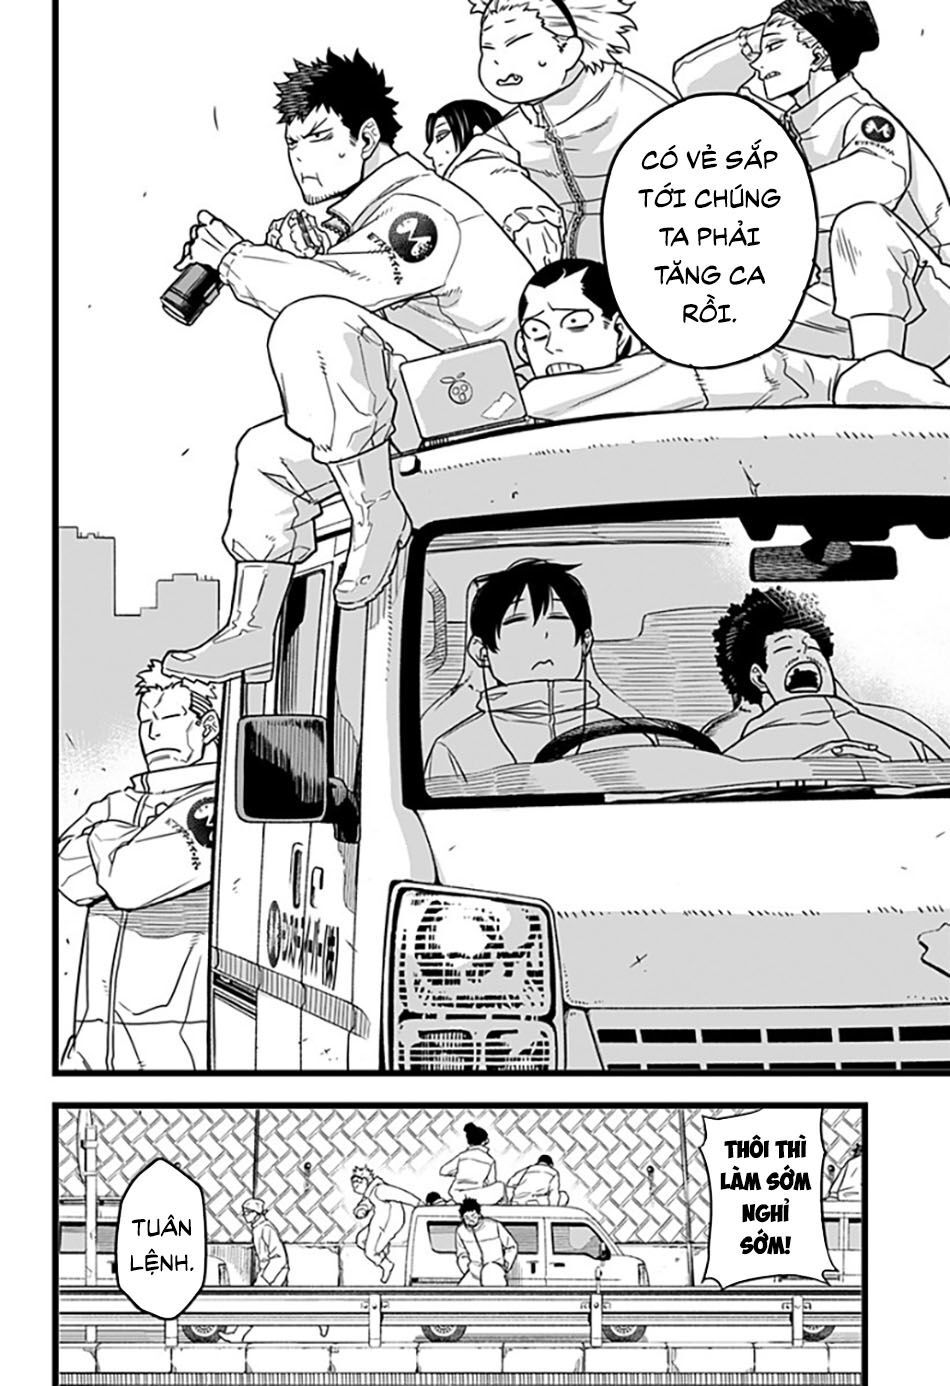 CÓ VẺ SẮP
TỚI CHÚNG
TA PHẢI
TĂNG CA
RỒI.
THÔI THÌ
LÀM SỚM
NGHỈ
SỚM!
TUÂN
LỆNH.